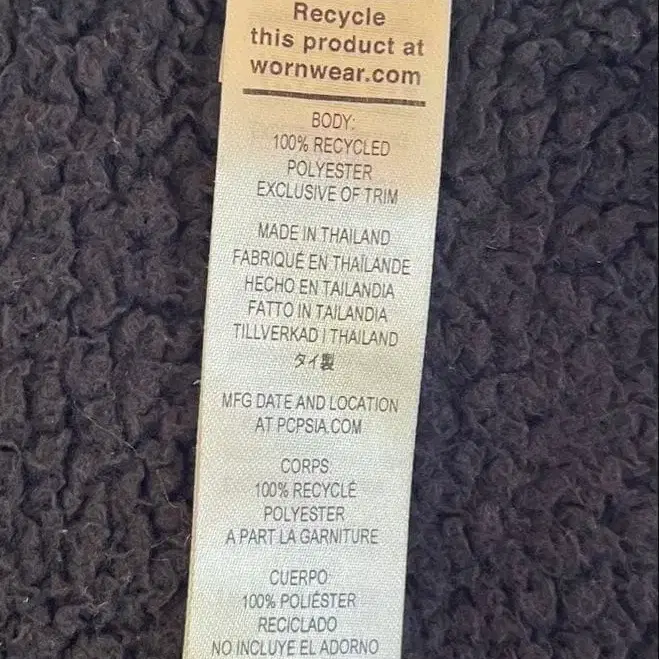 Recycle
this product at
wornwear.com
BODY:
100% RECYCLED
POLYESTER
EXCLUSIVE OF TRIM
MADE IN THAILAND
FABRIQUÉ EN THAÏLANDE
HECHO EN TAILANDIA
FATTO IN TAILANDIA
TILLVERKAD I THAILAND
タイ製
MFG DATE AND LOCATION
AT PCPSIA.COM
CORPS
100% RECYCLÉ
POLYESTER
A PART LA GARNITURE
CUERPO
100% POLIÉSTER
RECICLADO
NO INCLUYE EL ADORNO